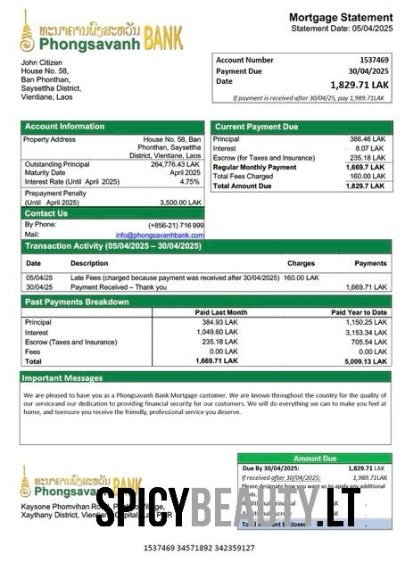 ທະນາຄານພົງສະຫວັນ
Phongsavanh BANK
Mortgage Statement
Statement Date: 05/04/2025
John Citizen
House No. 58,
Ban Phonthan,
Saysettha District,
Vientiane, Laos
Account Number 1537469
Payment Due 30/04/2025
Date 1,829.71 LAK
If payment is received after 30/04/25, pay 1,989.71LAK
Account Information
Property Address House No. 58, Ban
Phonthan, Saysettha
District, Vientiane, Laos
Outstanding Principal 264,776.43 LAK
Maturity Date April 2025
Interest Rate (Until April 2025) 4.75%
Prepayment Penalty
(Until April 2025) 3,500.00 LAK
Contact Us
By Phone: (+856-21) 716 999
Mail: info@phongsavanhbank.com
Current Payment Due
Principal 386.46 LAK
Interest 8.07 LAK
Escrow (for Taxes and Insurance) 235.18 LAK
Regular Monthly Payment 1,669.7 LAK
Total Fees Charged 160.00 LAK
Total Amount Due 1,829.7 LAK
Transaction Activity (05/04/2025 – 30/04/2025)
Date Description Charges Payments
05/04/25 Late Fees (charged because payment was received after 30/04/2025) 160.00 LAK
30/04/25 Payment Received – Thank you 1,669.71 LAK
Past Payments Breakdown
Paid Last Month Paid Year to Date
Principal 384.93 LAK 1,150.25 LAK
Interest 1,049.60 LAK 3,153.34 LAK
Escrow (Taxes and Insurance) 235.18 LAK 705.54 LAK
Fees 0.00 LAK 0.00 LAK
Total 1,669.71 LAK 5,009.13 LAK
Important Messages
We are pleased to have you as a Phongsavanh Bank Mortgage customer. We are known throughout the country for the quality of
our serviceand our dedication to providing financial security for our customers. We will do everything we can to make you feel at
home, and toensure you receive the friendly, professional service you deserve.
ທະນາຄານພົງສະຫວັນ
Phongsavanh BANK
Kaysone Phomvihan
Xaythany District, Vientiane
Amount Due
Due By 30/04/2025: 1,829.71 LAK
If received after 30/04/2025: 1,989.71LAK
Please designate how you want us to apply any additional
Total Amount Enclosed
SPICYBEAUTY.LT
1537469 34571892 342359127